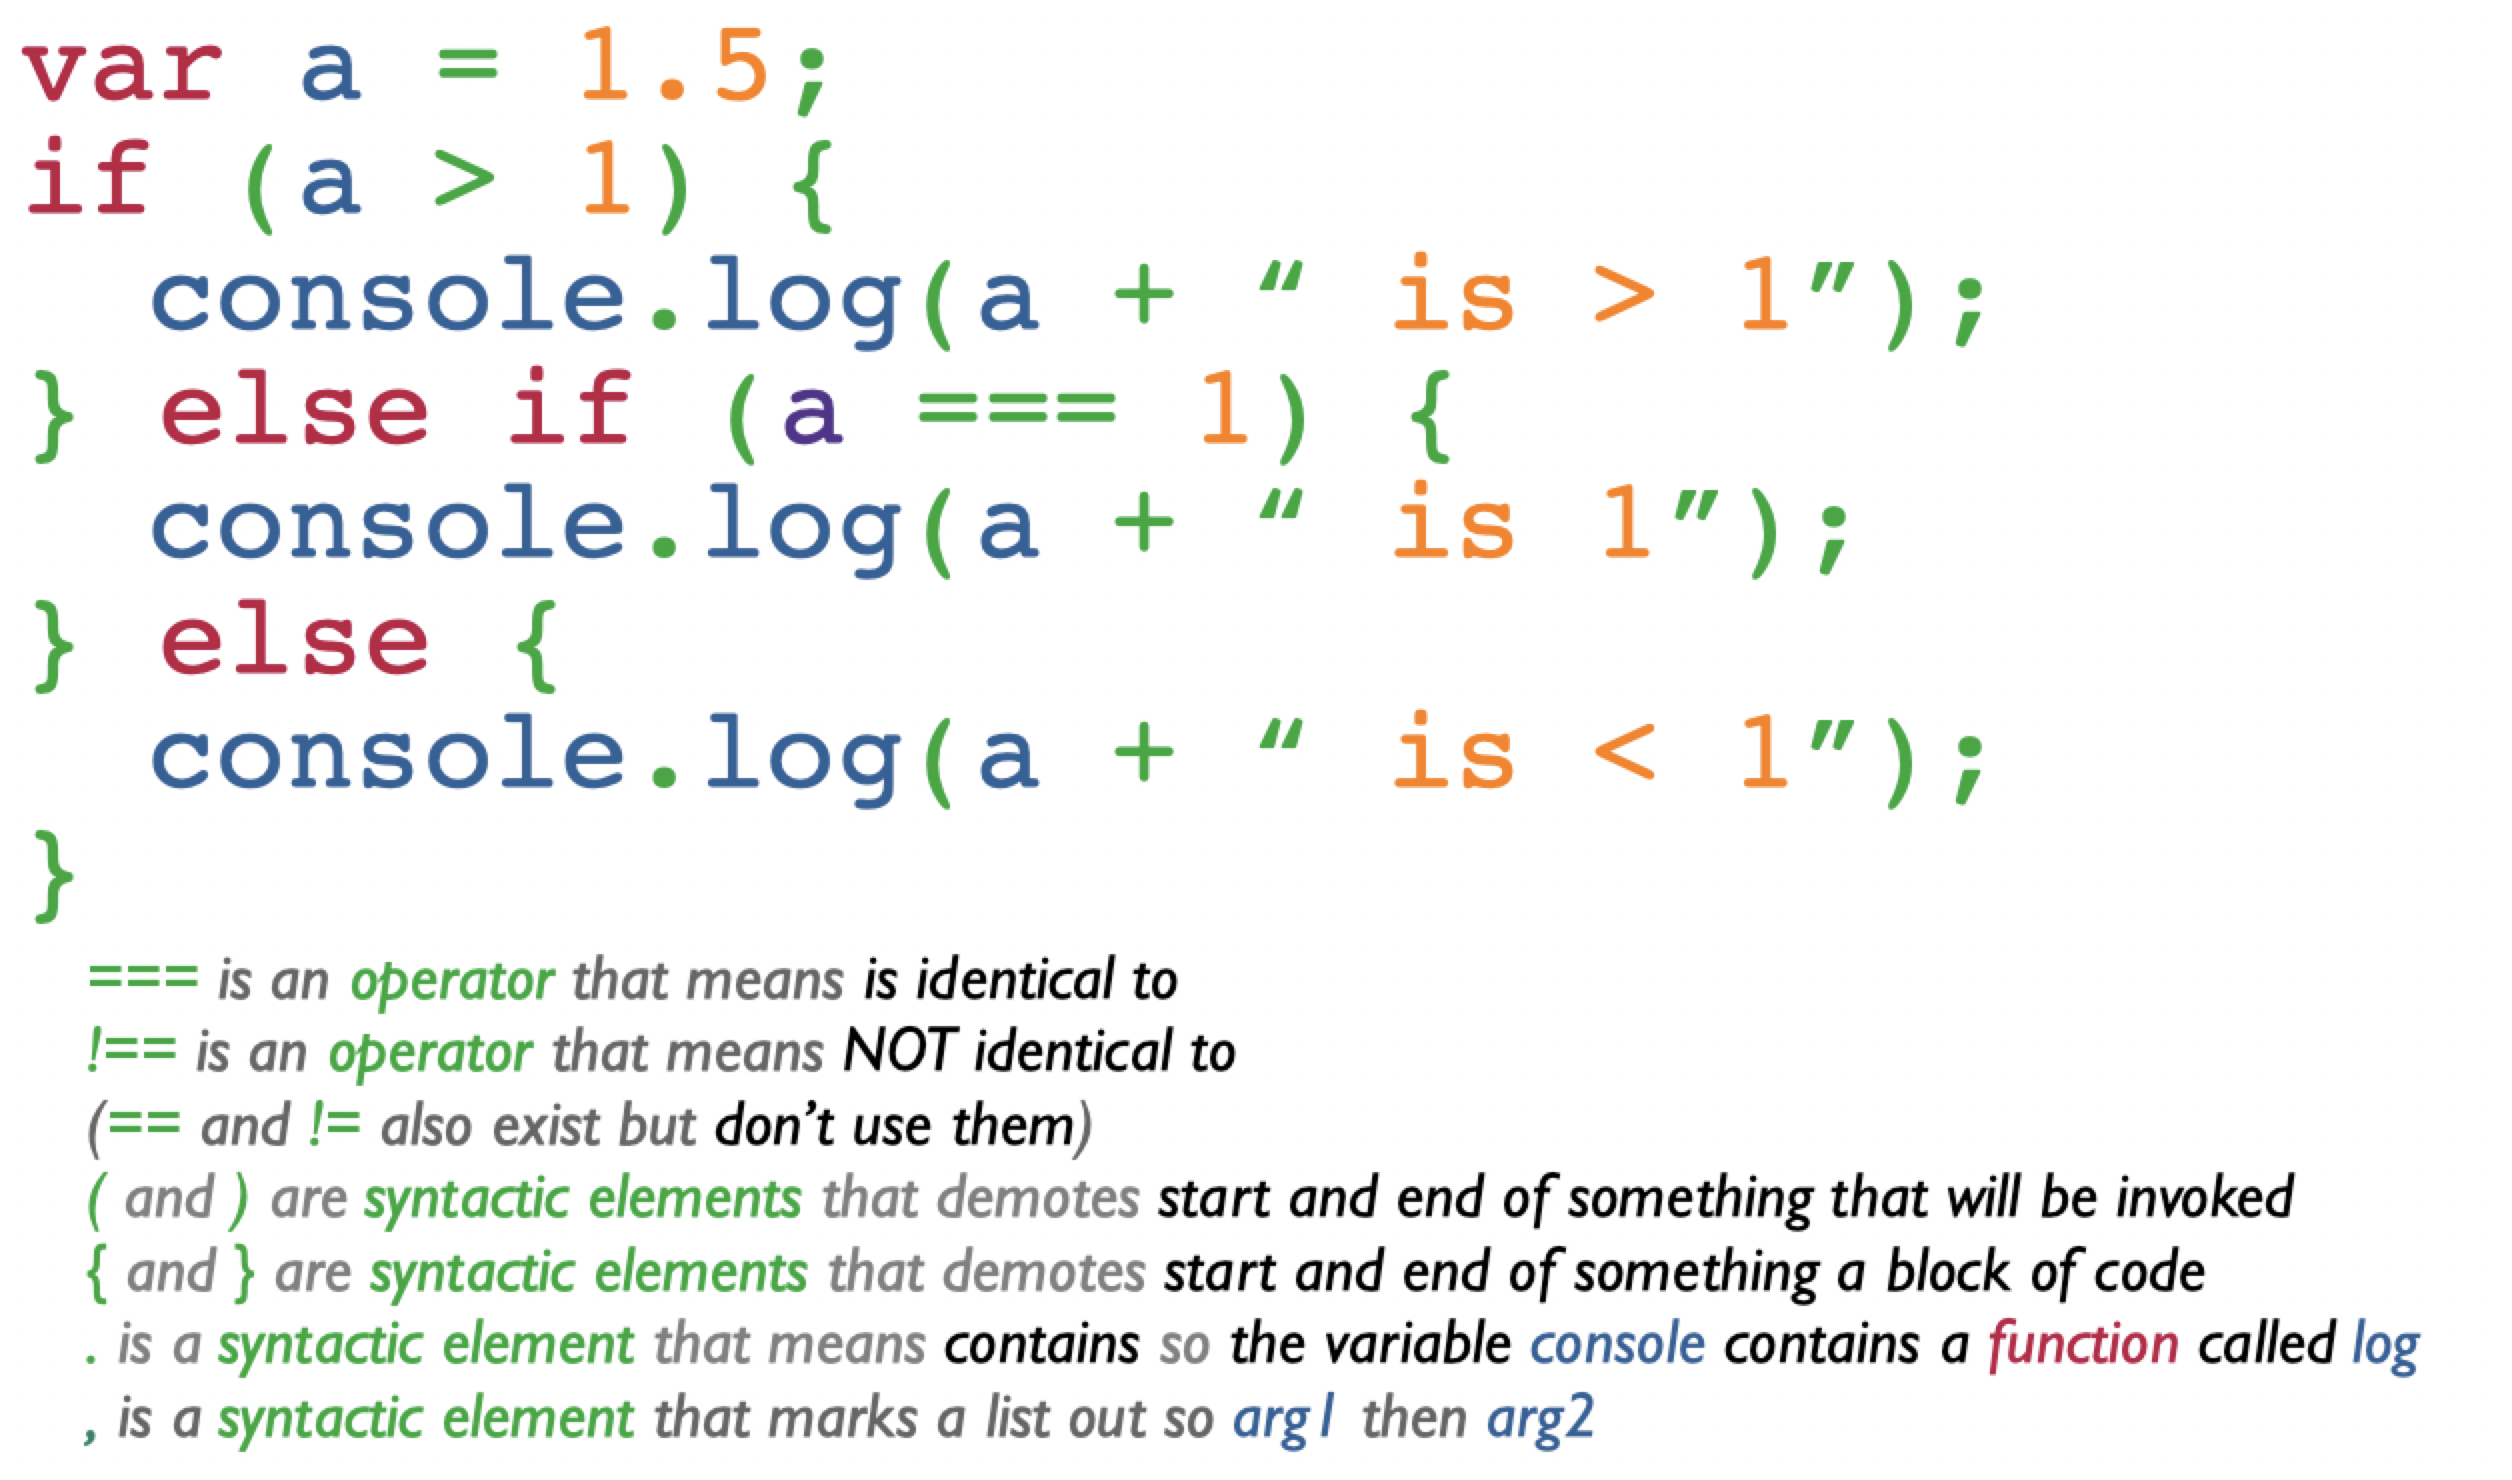 var a = 1.5;
if (a > 1) {
  console.log(a + “ is > 1”);
} else if (a === 1) {
  console.log(a + “ is 1”);
} else {
  console.log(a + “ is < 1”);
}
=== is an operator that means is identical to
!== is an operator that means NOT identical to
(== and != also exist but don’t use them)
( and ) are syntactic elements that demotes start and end of something that will be invoked
{ and } are syntactic elements that demotes start and end of something a block of code
. is a syntactic element that means contains so the variable console contains a function called log
, is a syntactic element that marks a list out so arg1 then arg2